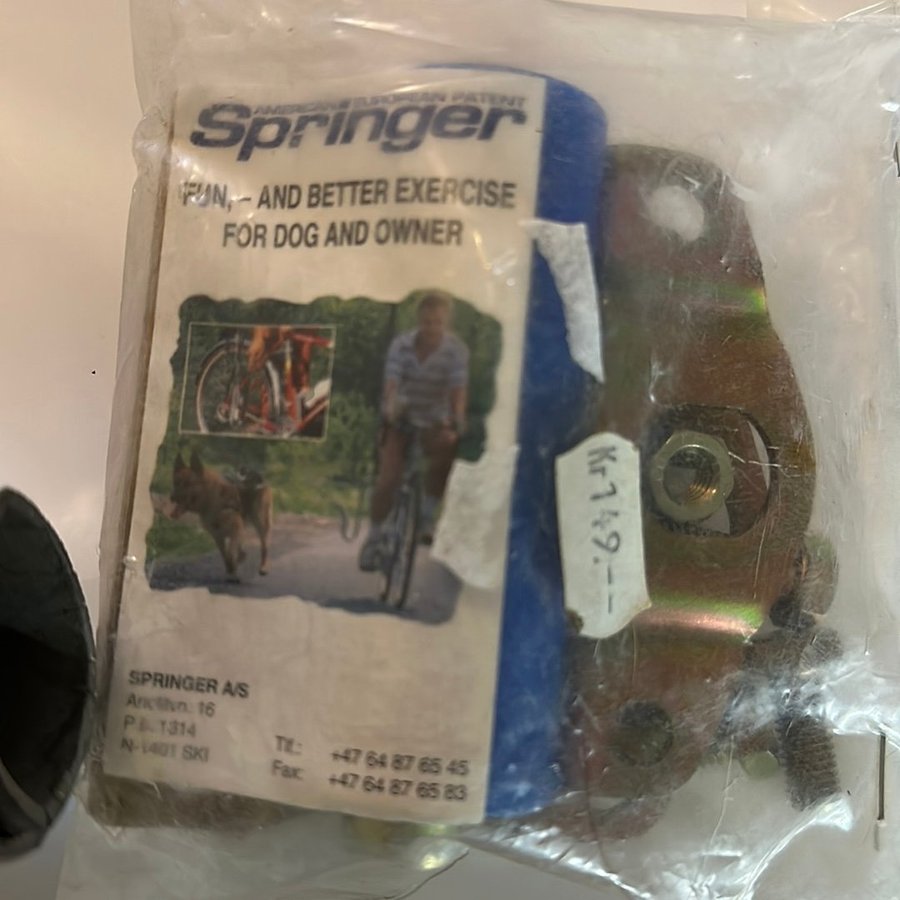 AMERICAN EUROPEAN PATENT
Springer
FUN,- AND BETTER EXERCISE
FOR DOG AND OWNER
Kr 149.--
SPRINGER A/S
16
1314
SKI
Tlf.: +47 64 87 65 45
Fax: +47 64 87 65 83